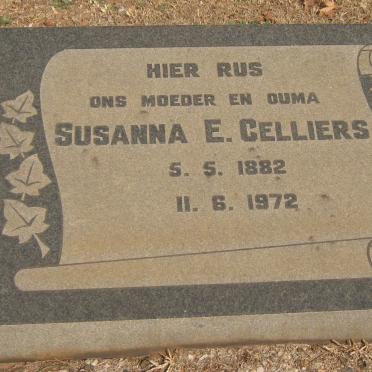 HIER RUS
ONS MOEDER EN OUMA
SUSANNA E. CELLIERS
5. 5. 1882
11. 6. 1972